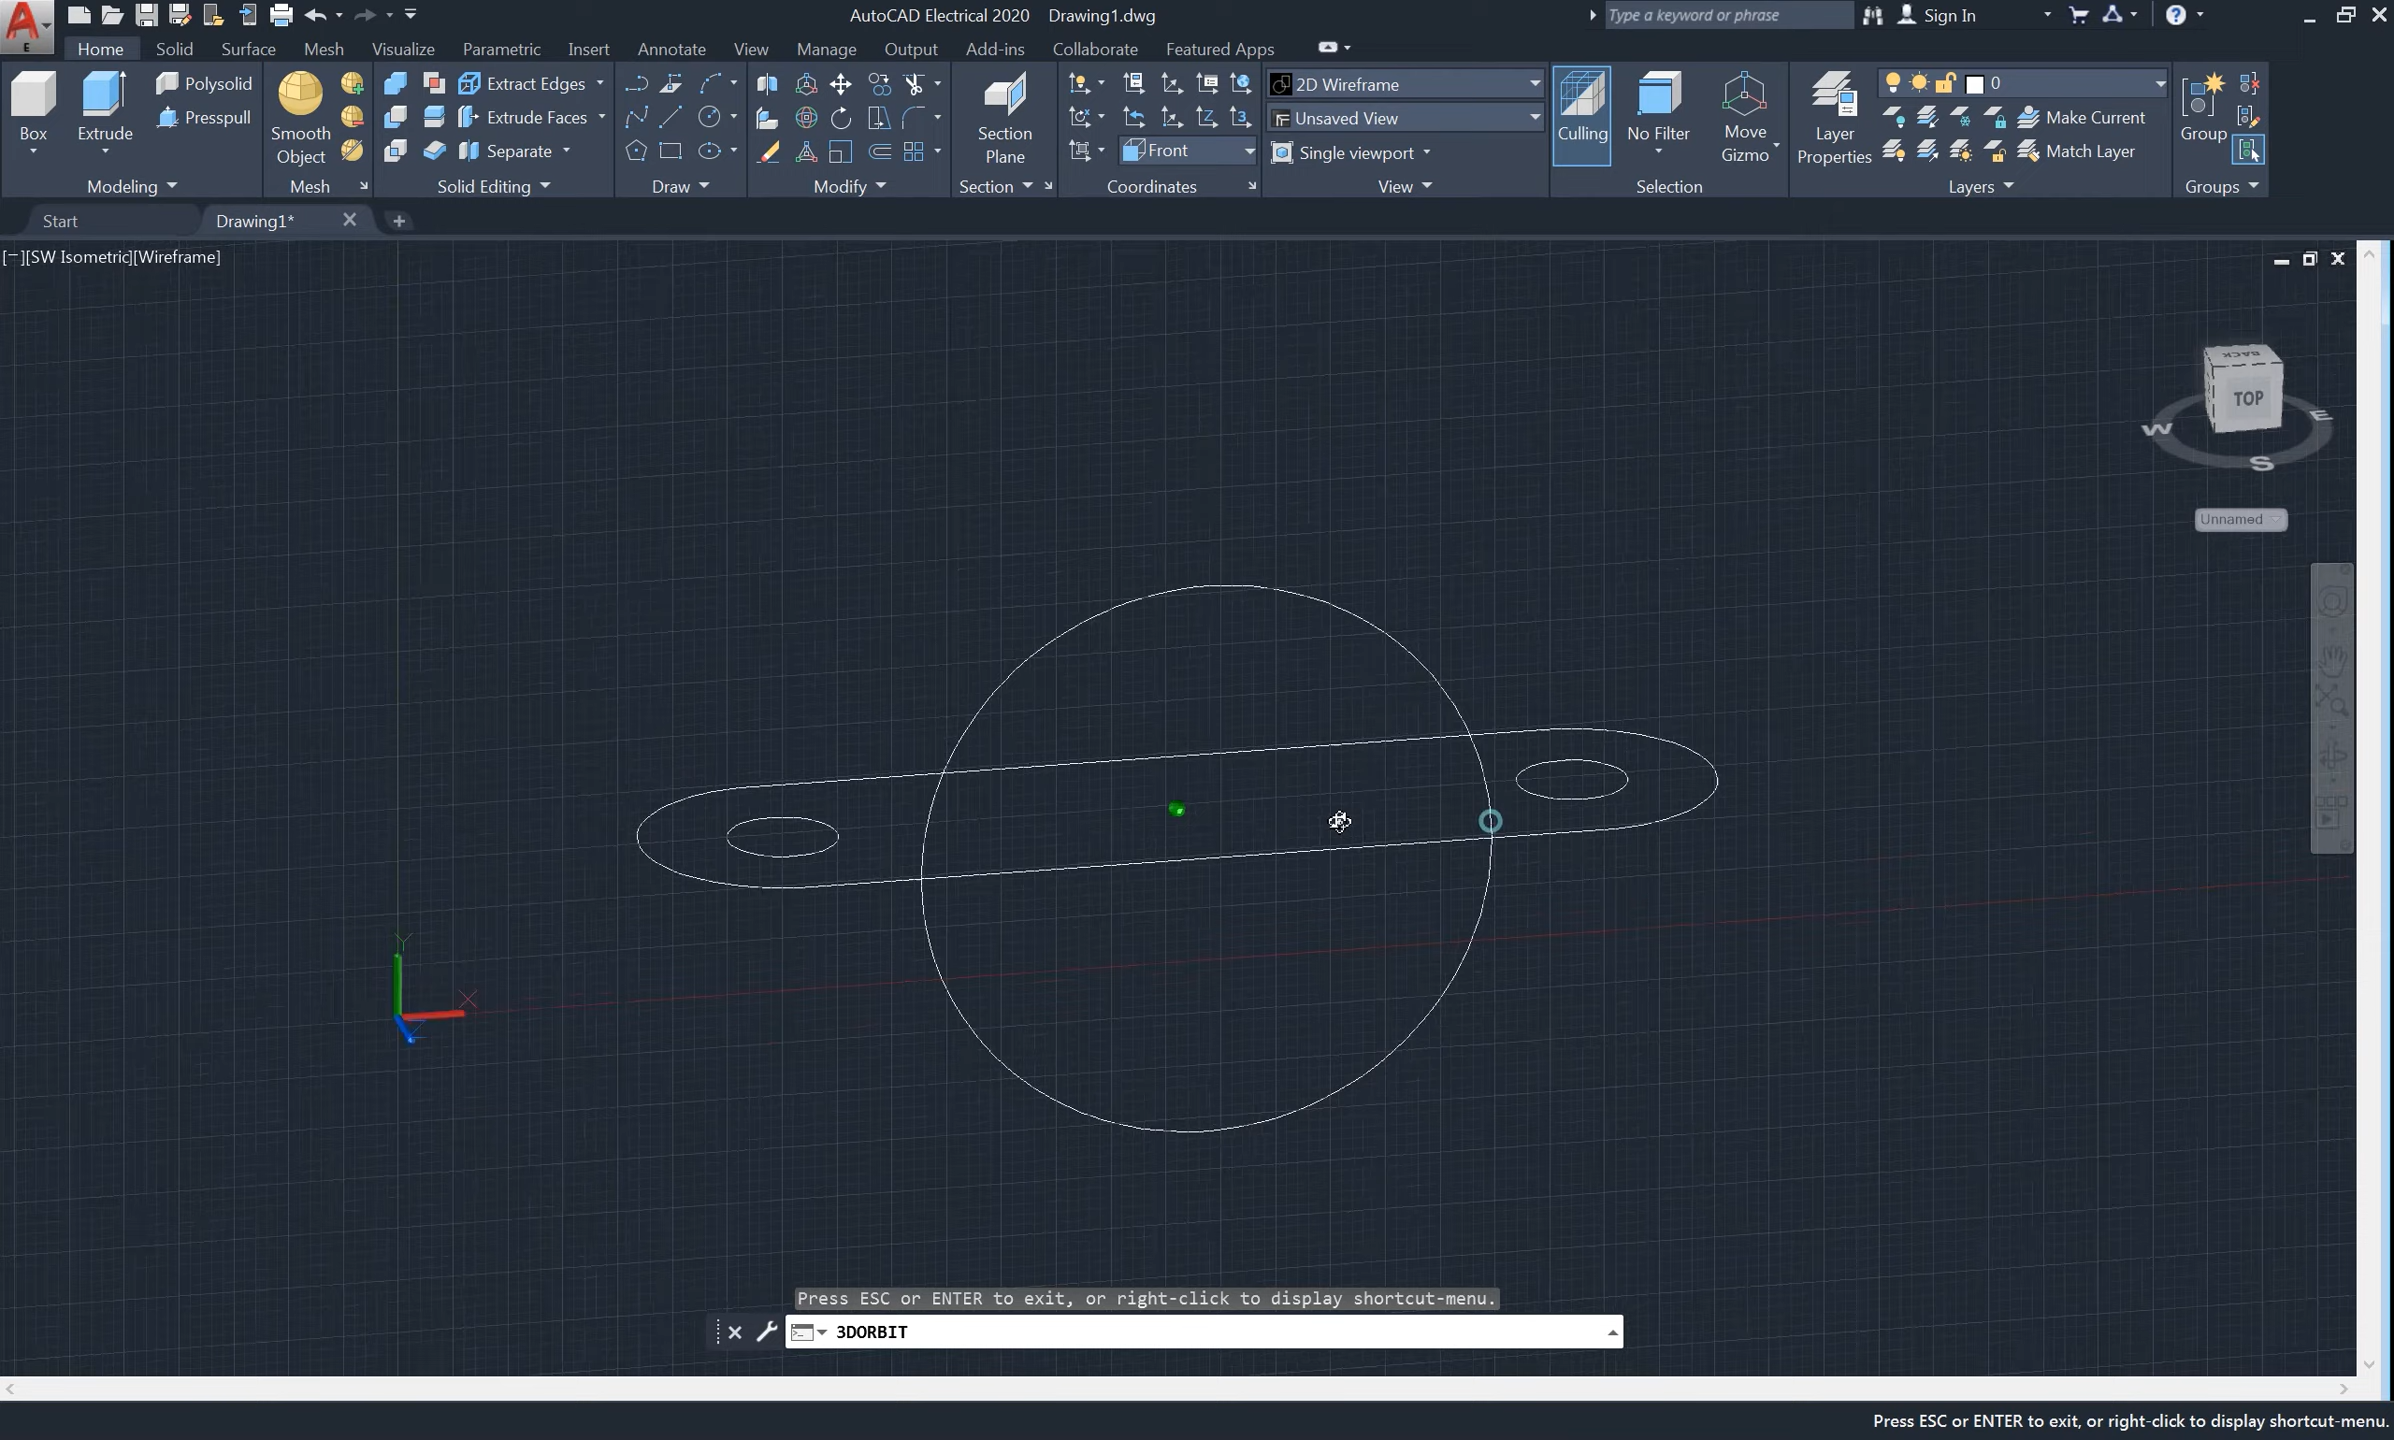 E
AutoCAD Electrical 2020 Drawing1.dwg
Type a keyword or phrase
Sign In
Home Solid Surface Mesh Visualize Parametric Insert Annotate View Manage Output Add-ins Collaborate Featured Apps
Box
Extrude
Polysolid
Presspull
Modeling
Smooth
Object
Mesh
Extract Edges
Extrude Faces
Separate
Solid Editing
Draw
Modify
Section
Plane
Section
Front
Coordinates
2D Wireframe
Unsaved View
Single viewport
View
Culling
No Filter
Move
Gizmo
Selection
Layer
Properties
0
Make Current
Match Layer
Layers
Group
Groups
Start Drawing1*
[−][SW Isometric][Wireframe]
BACK
TOP
W
E
S
Unnamed
Y
X
Press ESC or ENTER to exit, or right-click to display shortcut-menu.
3DORBIT
Press ESC or ENTER to exit, or right-click to display shortcut-menu.